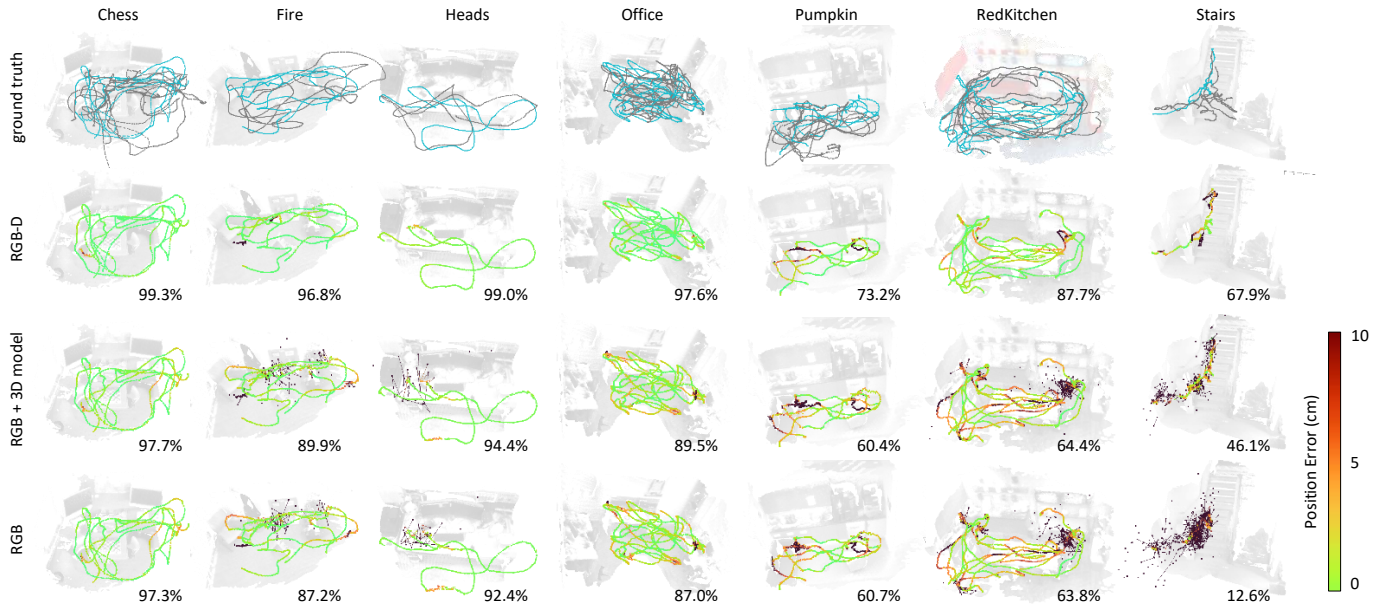 Chess Fire Heads Office Pumpkin RedKitchen Stairs
ground truth
RGB-D
99.3% 96.8% 99.0% 97.6% 73.2% 87.7% 67.9%
RGB + 3D model
97.7% 89.9% 94.4% 89.5% 60.4% 64.4% 46.1%
RGB
97.3% 87.2% 92.4% 87.0% 60.7% 63.8% 12.6%
Position Error (cm)
10
5
0